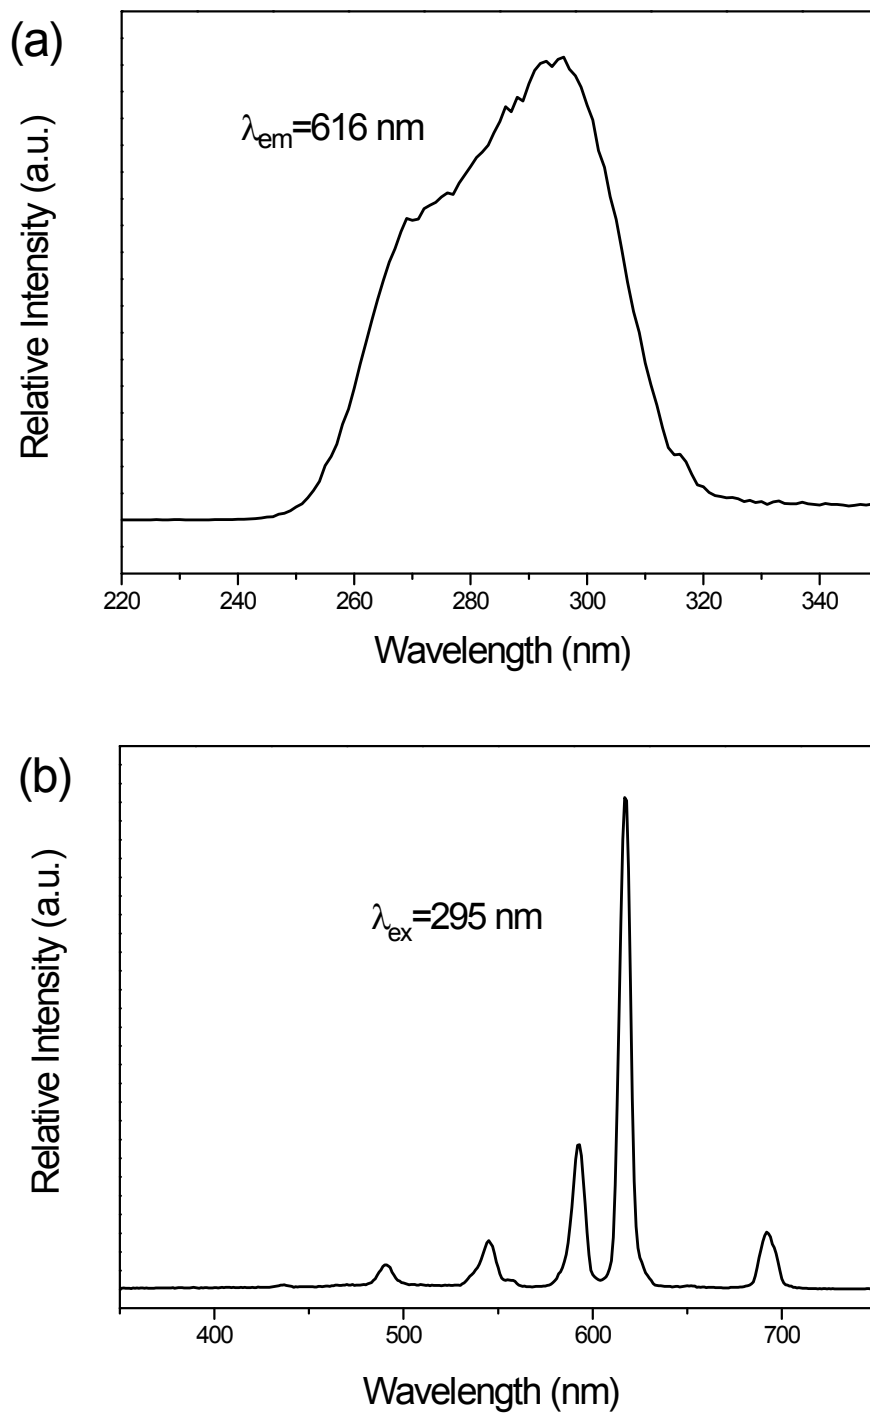 (a)
λem=616 nm
Relative Intensity (a.u.)
220 240 260 280 300 320 340
Wavelength (nm)
(b)
λex=295 nm
Relative Intensity (a.u.)
400 500 600 700
Wavelength (nm)